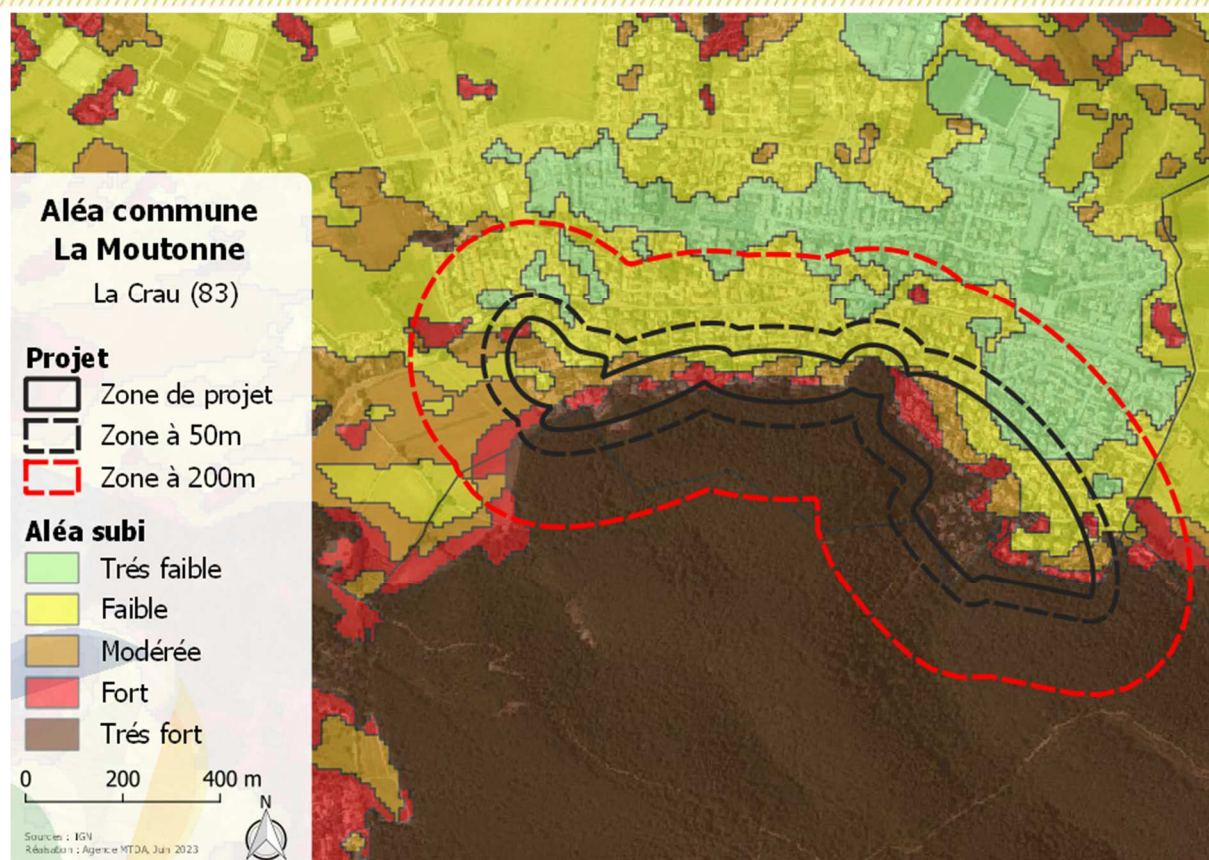 Aléa commune
La Moutonne
La Crau (83)
Projet
Zone de projet
Zone à 50m
Zone à 200m
Aléa subi
Trés faible
Faible
Modérée
Fort
Trés fort
0 200 400 m
N
Sources : IGN
Réalisation : Agence MTDA, Juin 2023